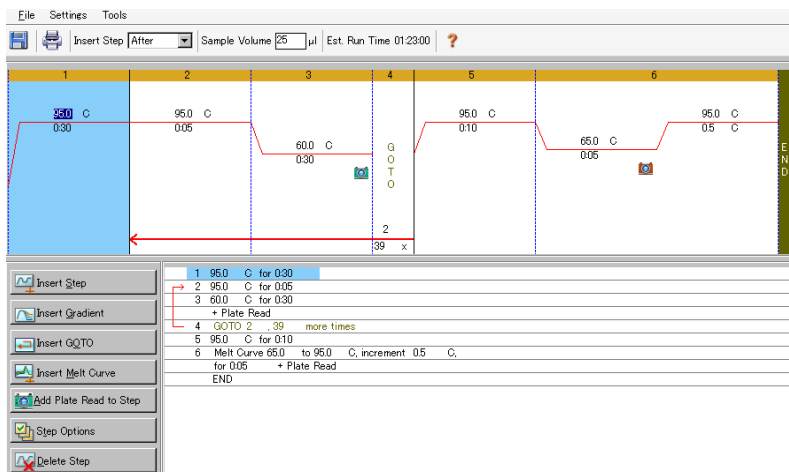 File Settings Tools
Insert Step After Sample Volume 25 μl Est. Run Time 01:23:00 ?
1 2 3 4 5 6
95.0 C 95.0 C 95.0 C 95.0 C
0:30 0:05 0:10 0.5 C
60.0 C 65.0 C
0:30 0:05
G
O
T
O
E
N
D
2
39 x
Insert Step
Insert Gradient
Insert GOTO
Insert Melt Curve
Add Plate Read to Step
Step Options
Delete Step
1 95.0 C for 0:30
2 95.0 C for 0:05
3 60.0 C for 0:30
+ Plate Read
4 GOTO 2 , 39 more times
5 95.0 C for 0:10
6 Melt Curve 65.0 to 95.0 C, increment 0.5 C,
for 0:05 + Plate Read
END